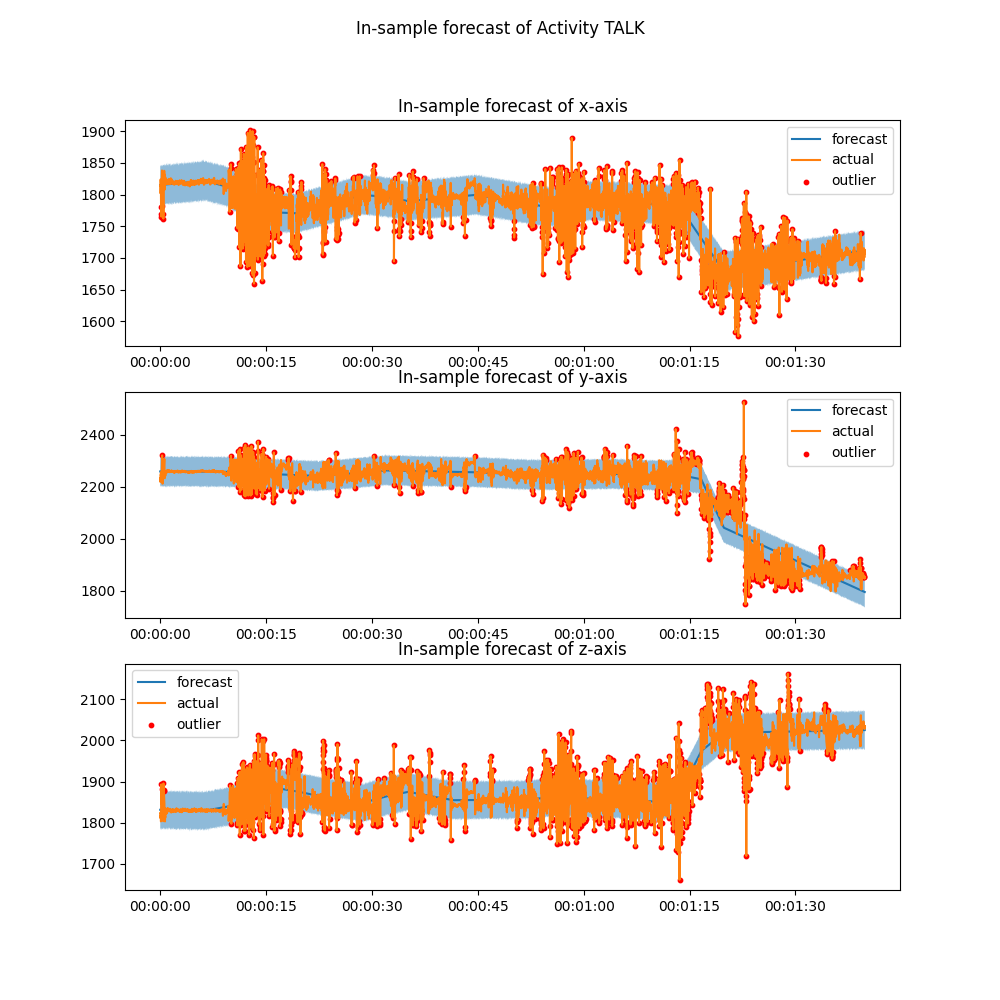 In-sample forecast of Activity TALK
In-sample forecast of x-axis
1900
1850
1800
1750
1700
1650
1600
forecast
actual
outlier
00:00:00 00:00:15 00:00:30 00:00:45 00:01:00 00:01:15 00:01:30
In-sample forecast of y-axis
2400
2200
2000
1800
forecast
actual
outlier
00:00:00 00:00:15 00:00:30 00:00:45 00:01:00 00:01:15 00:01:30
In-sample forecast of z-axis
2100
2000
1900
1800
1700
forecast
actual
outlier
00:00:00 00:00:15 00:00:30 00:00:45 00:01:00 00:01:15 00:01:30